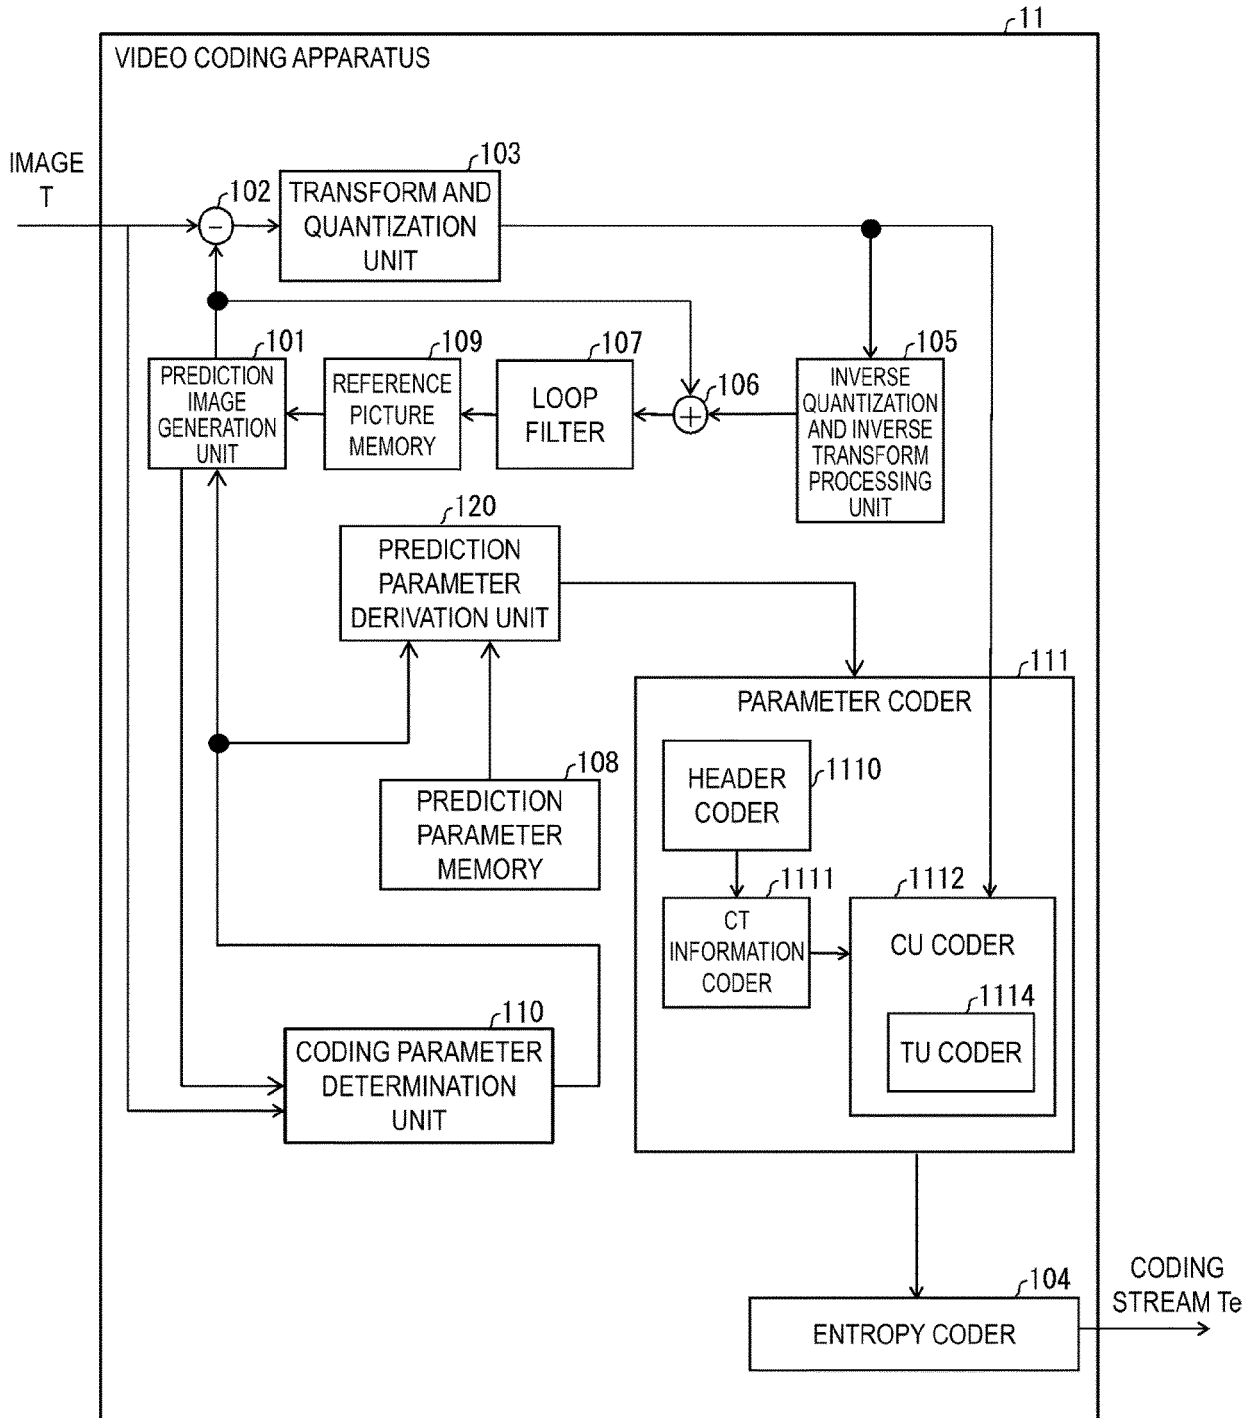 11
VIDEO CODING APPARATUS
IMAGE
T
102
103
TRANSFORM AND
QUANTIZATION
UNIT
-
101
PREDICTION
IMAGE
GENERATION
UNIT
109
REFERENCE
PICTURE
MEMORY
107
LOOP
FILTER
106
+
105
INVERSE
QUANTIZATION
AND INVERSE
TRANSFORM
PROCESSING
UNIT
120
PREDICTION
PARAMETER
DERIVATION UNIT
108
PREDICTION
PARAMETER
MEMORY
111
PARAMETER CODER
1110
HEADER
CODER
1111
CT
INFORMATION
CODER
1112
CU CODER
1114
TU CODER
110
CODING PARAMETER
DETERMINATION
UNIT
104
ENTROPY CODER
CODING
STREAM Te